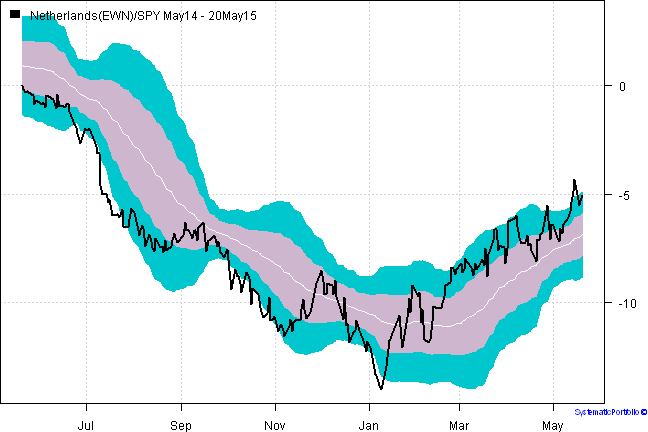 Netherlands(EWN)/SPY May14 - 20May15
0
-5
-10
SystematicPortfolio ©
Jul Sep Nov Jan Mar May